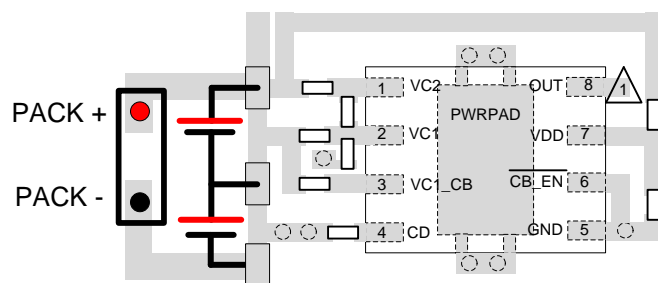 PACK +
PACK -
1 VC2
2 VC1
3 VC1_CB
4 CD
PWRPAD
OUT 8
VDD 7
CB_EN 6
GND 5
1